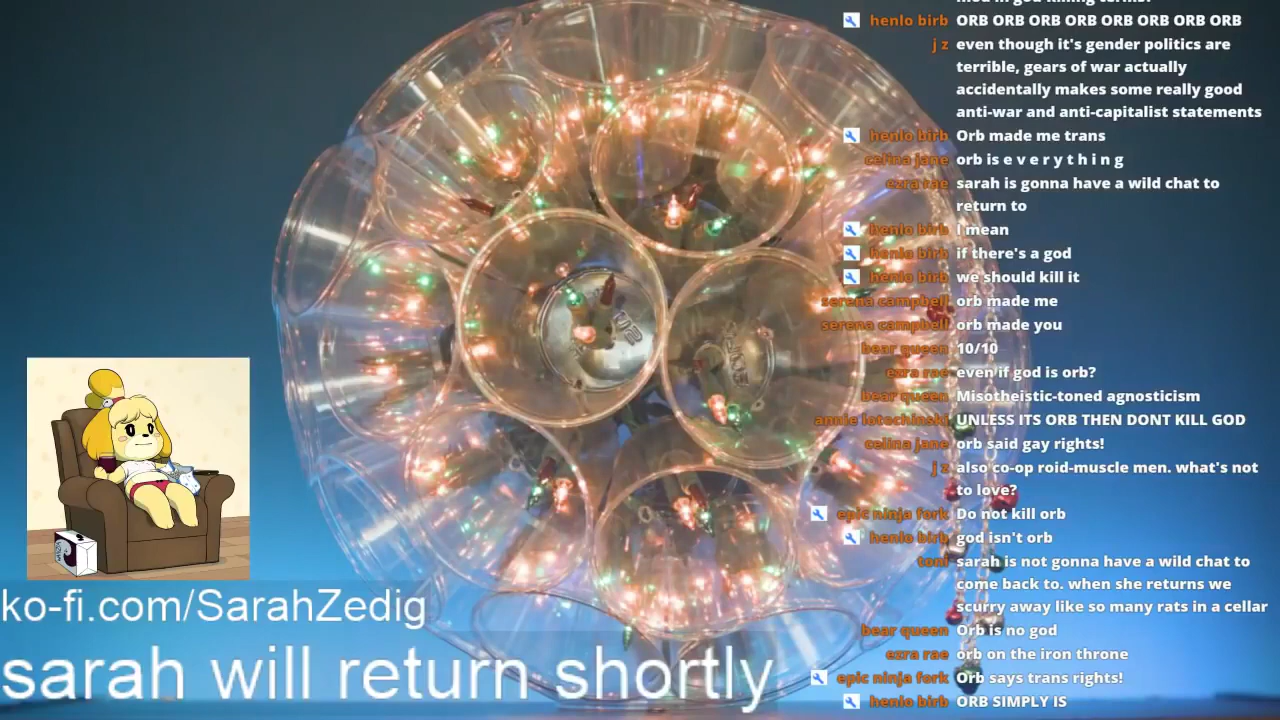 henlo birb ORB ORB ORB ORB ORB ORB ORB ORB
j z even though it's gender politics are
terrible, gears of war actually
accidentally makes some really good
anti-war and anti-capitalist statements
henlo birb Orb made me trans
celina jane orb is e v e r y t h i n g
ezra rae sarah is gonna have a wild chat to
return to
henlo birb I mean
henlo birb if there's a god
henlo birb we should kill it
serena campbell orb made me
serena campbell orb made you
bear queen 10/10
ezra rae even if god is orb?
bear queen Misotheistic-toned agnosticism
annie lotochinski UNLESS ITS ORB THEN DONT KILL GOD
celina jane orb said gay rights!
j z also co-op roid-muscle men. what's not
to love?
epic ninja fork Do not kill orb
henlo birb god isn't orb
toni sarah is not gonna have a wild chat to
come back to. when she returns we
scurry away like so many rats in a cellar
bear queen Orb is no god
ezra rae orb on the iron throne
epic ninja fork Orb says trans rights!
henlo birb ORB SIMPLY IS
ko-fi.com/SarahZedig
sarah will return shortly